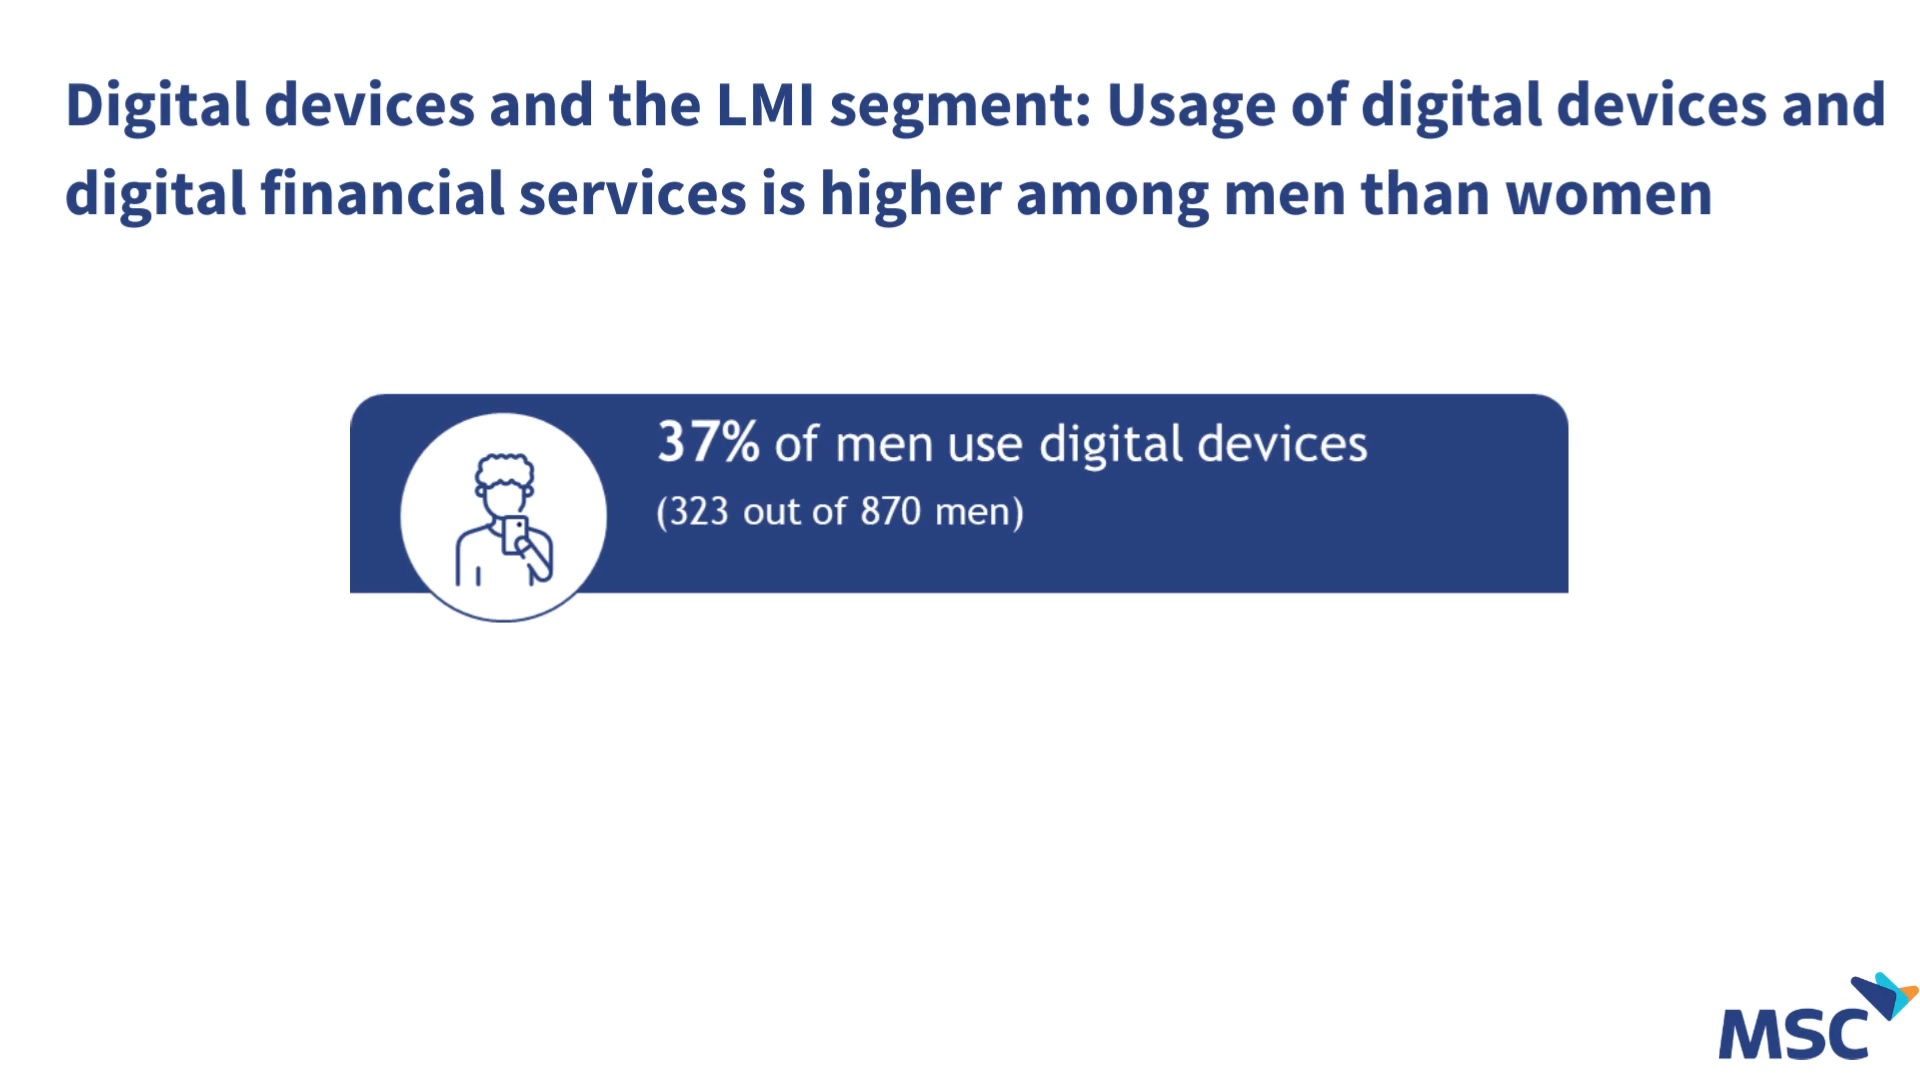 Digital devices and the LMI segment: Usage of digital devices and
digital financial services is higher among men than women
37% of men use digital devices
(323 out of 870 men)
MSC